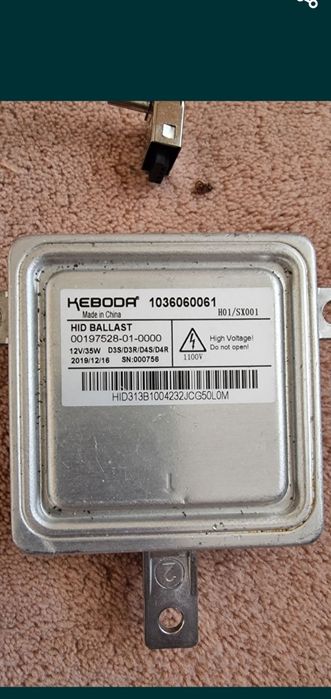 KEBODA 1036060061
Made in China
H01/SX001
HID BALLAST
00197528-01-0000
12V/35W D3S/D3R/D4S/D4R
2019/12/16 SN:000756
1100V
High Voltage!
Do not open!
HID313B1004232JCG50L0M
2